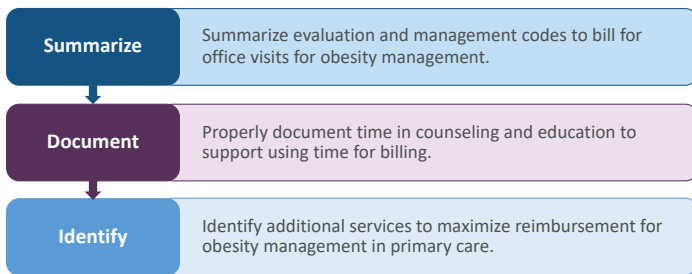 Summarize
Summarize evaluation and management codes to bill for
office visits for obesity management.
Document
Properly document time in counseling and education to
support using time for billing.
Identify
Identify additional services to maximize reimbursement for
obesity management in primary care.